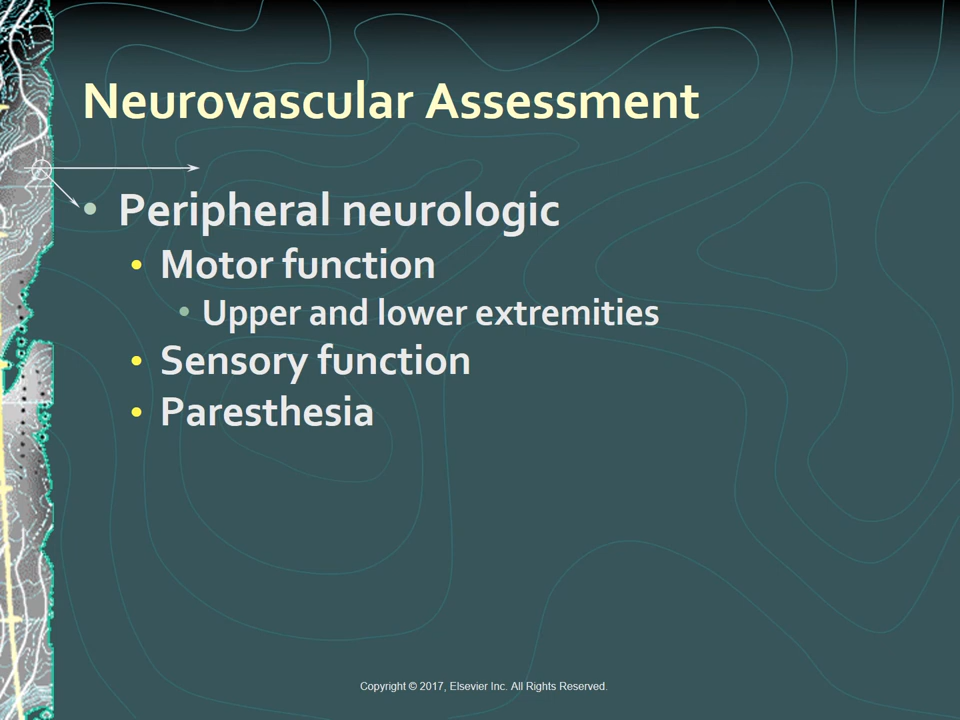 Neurovascular Assessment
• Peripheral neurologic
• Motor function
• Upper and lower extremities
• Sensory function
• Paresthesia
Copyright © 2017, Elsevier Inc. All Rights Reserved.